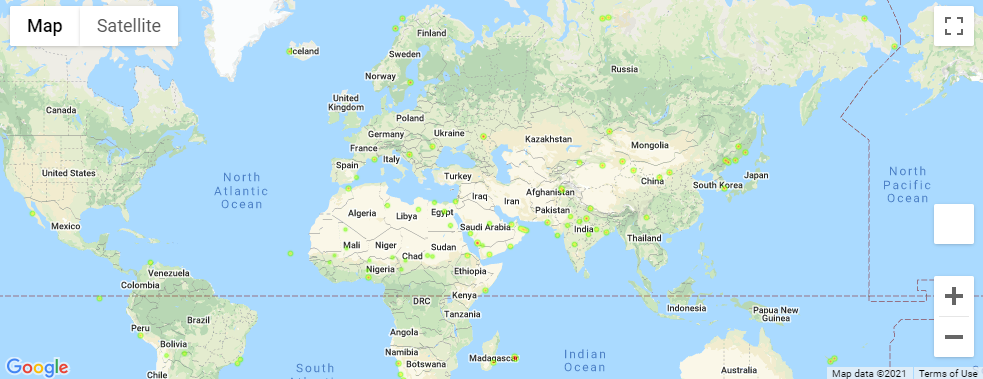 Map
Satellite
Iceland
Finland
Sweden
Norway
Russia
Canada
United
Kingdom
Poland
Germany
Ukraine
Kazakhstan
Mongolia
France
Italy
Spain
Turkey
United States
North
Atlantic
Ocean
China
Japan
South Korea
North
Pacific
Ocean
Afghanistan
Iraq
Iran
Pakistan
Algeria
Libya
Egypt
Mexico
Saudi Arabia
India
Thailand
Mali
Niger
Chad
Sudan
Nigeria
Ethiopia
Venezuela
Colombia
DRC
Kenya
Tanzania
Indonesia
Papua New
Guinea
Brazil
Peru
Bolivia
Angola
Namibia
Botswana
Madagascar
Indian
Ocean
Chile
South
Atlantic
Australia
Google
Map data ©2021
Terms of Use